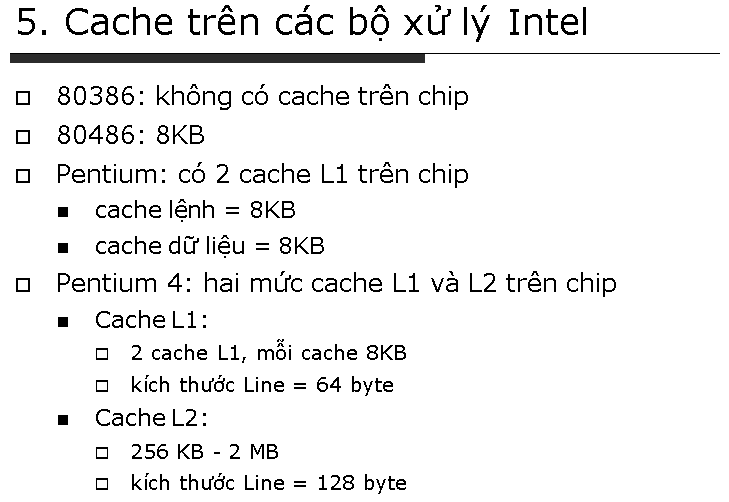 5. Cache trên các bộ xử lý Intel
80386: không có cache trên chip
80486: 8KB
Pentium: có 2 cache L1 trên chip
cache lệnh = 8KB
cache dữ liệu = 8KB
Pentium 4: hai mức cache L1 và L2 trên chip
Cache L1:
2 cache L1, mỗi cache 8KB
kích thước Line = 64 byte
Cache L2:
256 KB - 2 MB
kích thước Line = 128 byte